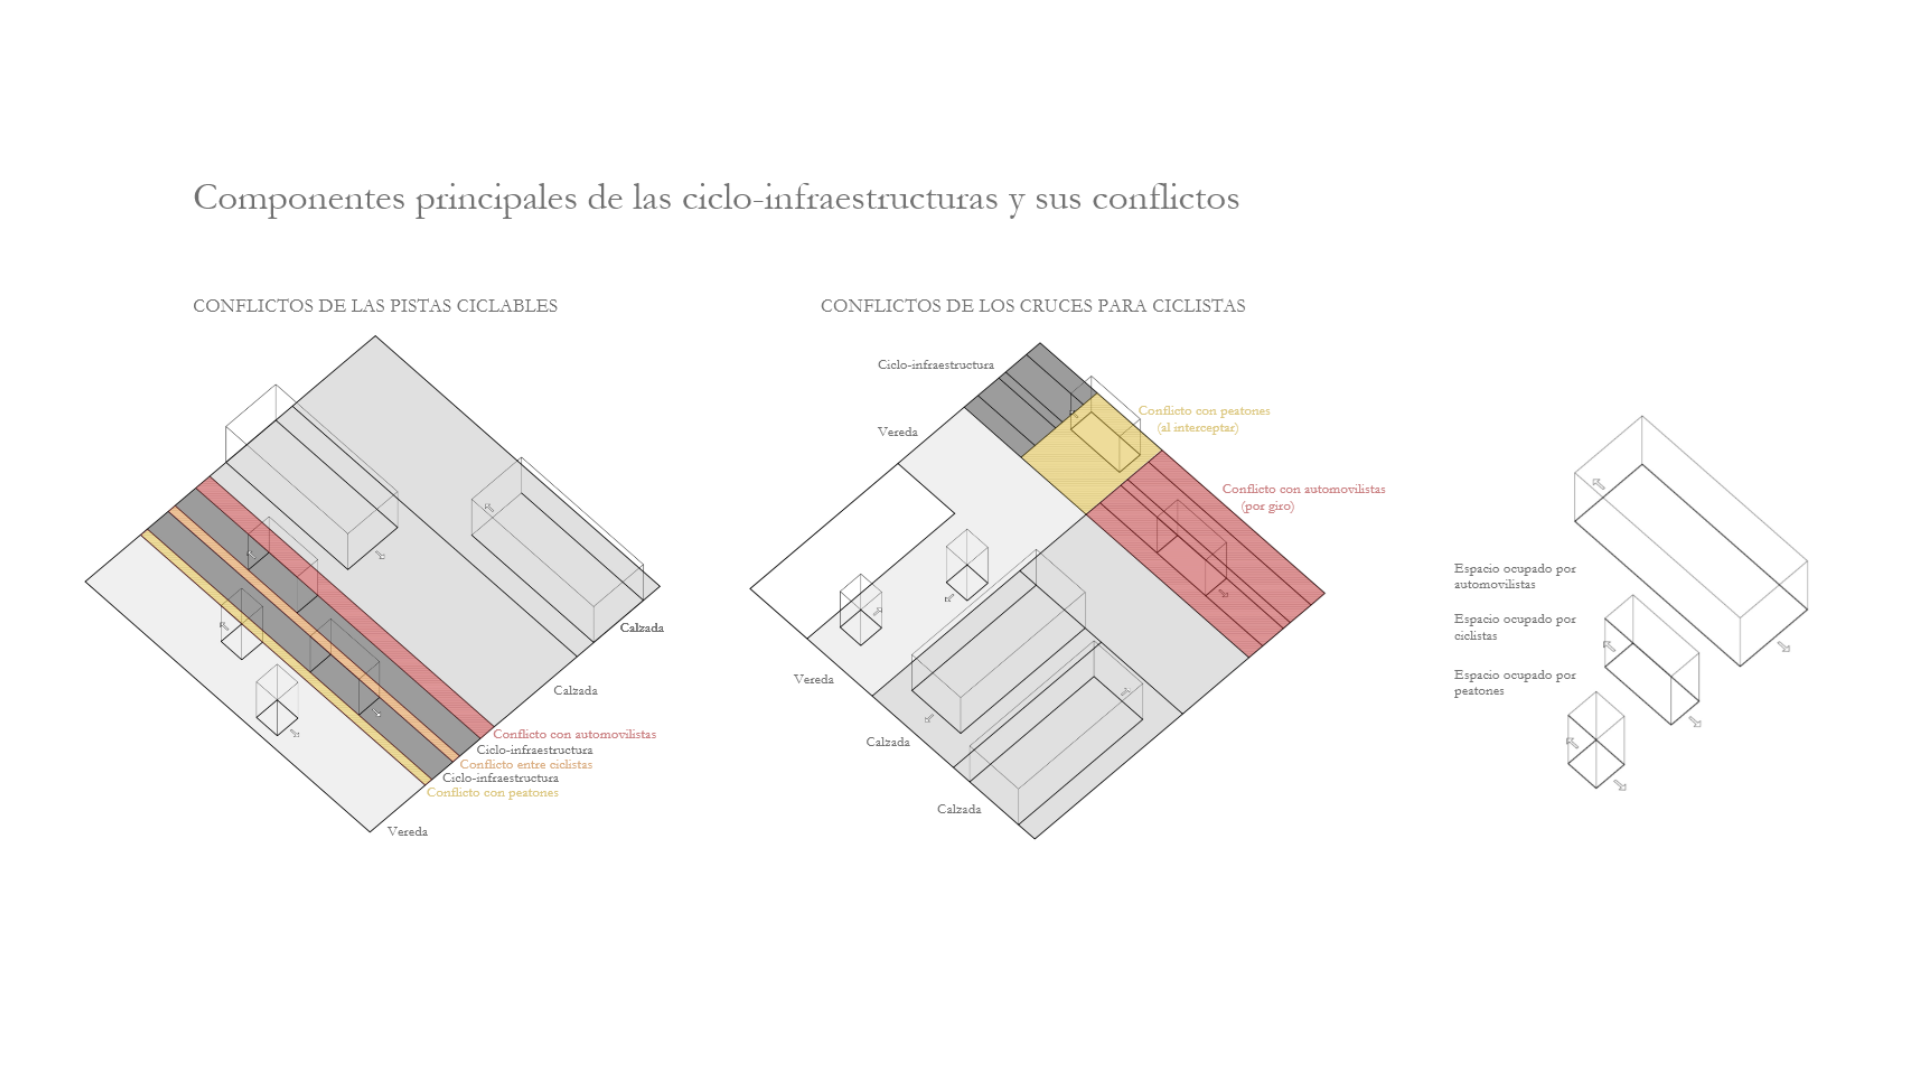 Componentes principales de las ciclo-infraestructuras y sus conflictos
CONFLICTOS DE LAS PISTAS CICLABLES
Calzada
Calzada
Conflicto con automovilistas
Ciclo-infraestructura
Conflicto entre ciclistas
Ciclo-infraestructura
Conflicto con peatones
Vereda
CONFLICTOS DE LOS CRUCES PARA CICLISTAS
Ciclo-infraestructura
Conflicto con peatones
(al interceptar)
Vereda
Conflicto con automovilistas
(por giro)
Vereda
Calzada
Calzada
Espacio ocupado por
automovilistas
Espacio ocupado por
ciclistas
Espacio ocupado por
peatones